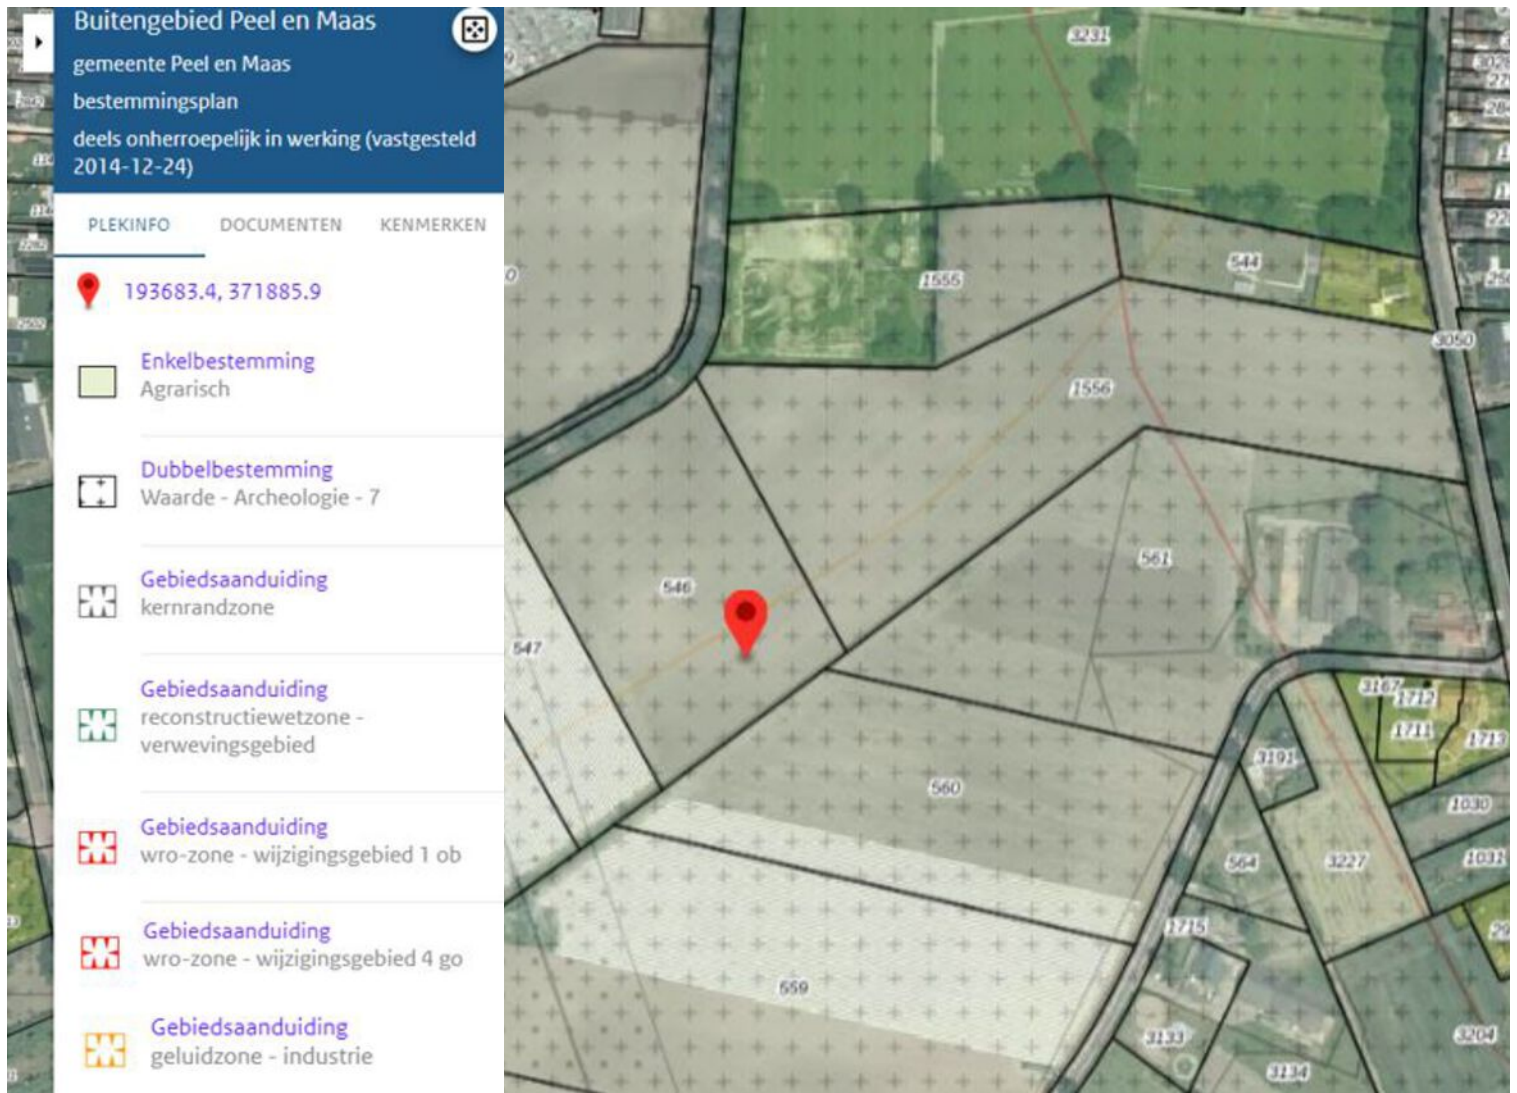 Buitengebied Peel en Maas
gemeente Peel en Maas
bestemmingsplan
deels onherroepelijk in werking (vastgesteld
2014-12-24)
PLEKINFO DOCUMENTEN KENMERKEN
193683.4, 371885.9
Enkelbestemming
Agrarisch
Dubbelbestemming
Waarde - Archeologie - 7
Gebiedsaanduiding
kernrandzone
Gebiedsaanduiding
reconstructiewetzone -
verwevingsgebied
Gebiedsaanduiding
wro-zone - wijzigingsgebied 1 ob
Gebiedsaanduiding
wro-zone - wijzigingsgebied 4 go
Gebiedsaanduiding
geluidzone - industrie
3231
544
1555
3050
1556
561
546
547
3167
1712
1711
1713
3191
560
1030
564
3227
1031
1715
559
3133
3204
3134
2502